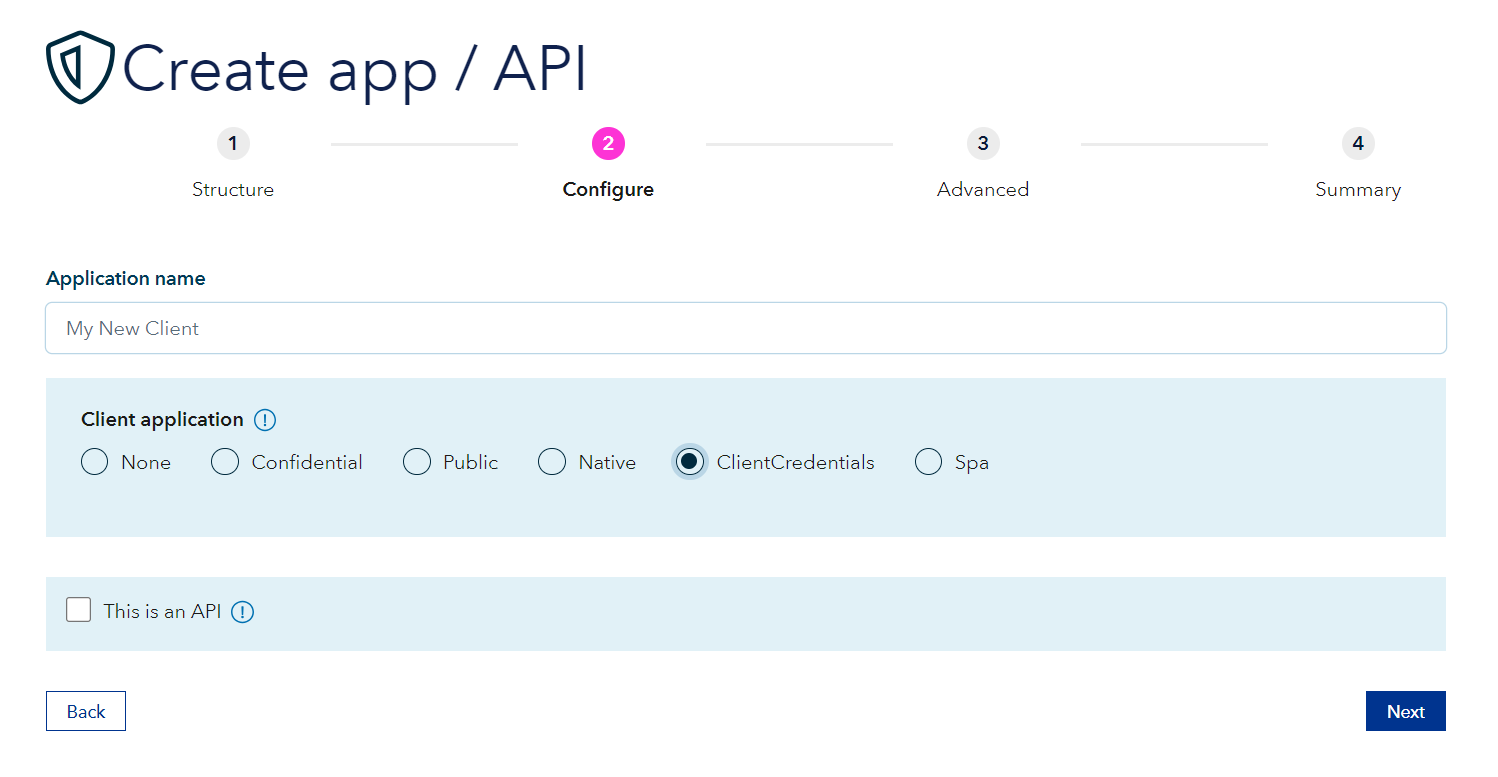 Create app / API
1 2 3 4
Structure Configure Advanced Summary
Application name
My New Client
Client application !
None Confidential Public Native ClientCredentials Spa
This is an API !
Back Next